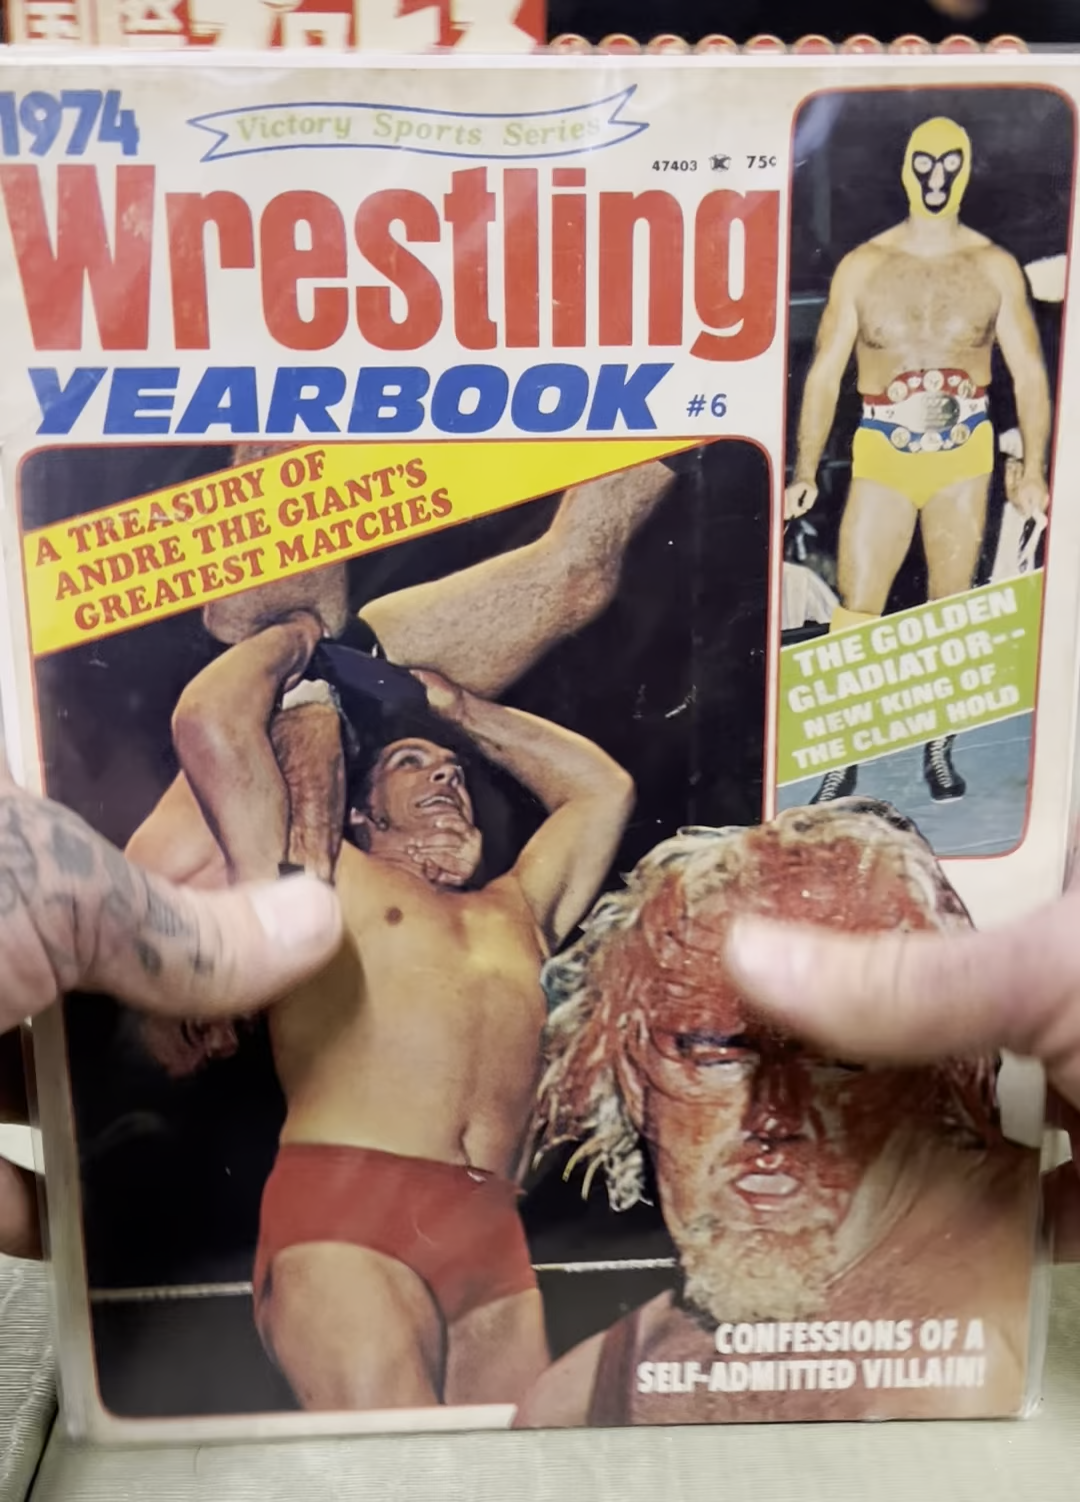 1974
Victory Sports Series
47403 75¢
Wrestling
YEARBOOK #6
A TREASURY OF
ANDRE THE GIANT'S
GREATEST MATCHES
THE GOLDEN
GLADIATOR--
NEW KING OF
THE CLAW HOLD
CONFESSIONS OF A
SELF-ADMITTED VILLAIN!